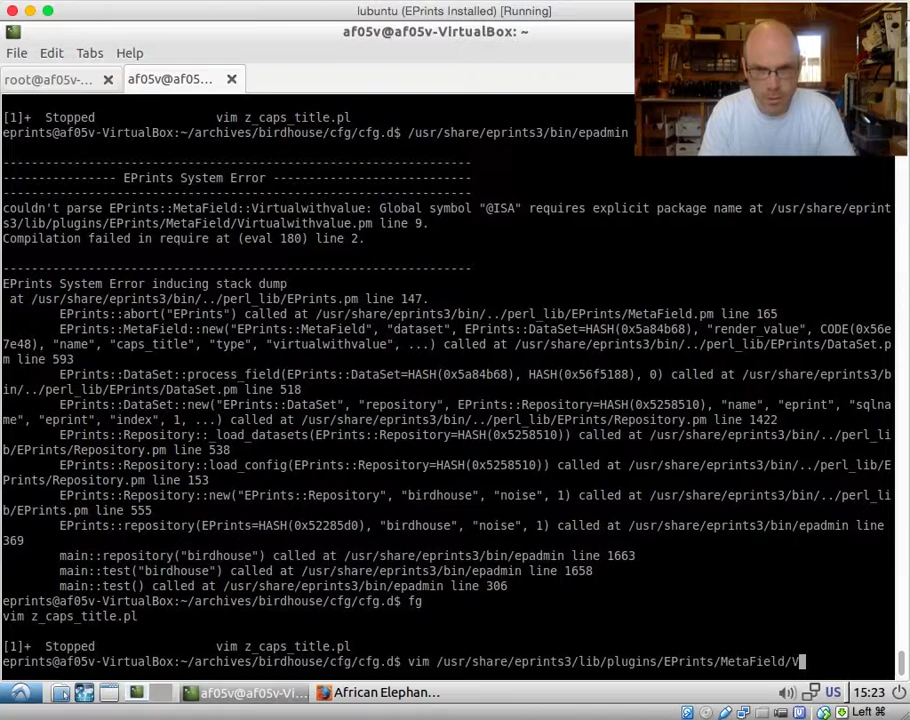 lubuntu (EPrints Installed) [Running]
af05v@af05v-VirtualBox: ~
File Edit Tabs Help
root@af05v-... af05v@af05...
[1]+  Stopped                 vim z_caps_title.pl
eprints@af05v-VirtualBox:~/archives/birdhouse/cfg/cfg.d$ /usr/share/eprints3/bin/epadmin
------------------------------------------------------------------
---------------- EPrints System Error ----------------------------
------------------------------------------------------------------
couldn't parse EPrints::MetaField::Virtualwithvalue: Global symbol "@ISA" requires explicit package name at /usr/share/eprint
s3/lib/plugins/EPrints/MetaField/Virtualwithvalue.pm line 9.
Compilation failed in require at (eval 180) line 2.
------------------------------------------------------------------
EPrints System Error inducing stack dump
 at /usr/share/eprints3/bin/../perl_lib/EPrints.pm line 147.
        EPrints::abort("EPrints") called at /usr/share/eprints3/bin/../perl_lib/EPrints/MetaField.pm line 165
        EPrints::MetaField::new("EPrints::MetaField", "dataset", EPrints::DataSet=HASH(0x5a84b68), "render_value", CODE(0x56e
7e48), "name", "caps_title", "type", "virtualwithvalue", ...) called at /usr/share/eprints3/bin/../perl_lib/EPrints/DataSet.p
m line 593
        EPrints::DataSet::process_field(EPrints::DataSet=HASH(0x5a84b68), HASH(0x56f5188), 0) called at /usr/share/eprints3/b
in/../perl_lib/EPrints/DataSet.pm line 518
        EPrints::DataSet::new("EPrints::DataSet", "repository", EPrints::Repository=HASH(0x5258510), "name", "eprint", "sqlna
me", "eprint", "index", 1, ...) called at /usr/share/eprints3/bin/../perl_lib/EPrints/Repository.pm line 1422
        EPrints::Repository::_load_datasets(EPrints::Repository=HASH(0x5258510)) called at /usr/share/eprints3/bin/../perl_li
b/EPrints/Repository.pm line 538
        EPrints::Repository::load_config(EPrints::Repository=HASH(0x5258510)) called at /usr/share/eprints3/bin/../perl_lib/E
Prints/Repository.pm line 153
        EPrints::Repository::new("EPrints::Repository", "birdhouse", "noise", 1) called at /usr/share/eprints3/bin/../perl_li
b/EPrints.pm line 555
        EPrints::repository(EPrints=HASH(0x52285d0), "birdhouse", "noise", 1) called at /usr/share/eprints3/bin/epadmin line
369
        main::repository("birdhouse") called at /usr/share/eprints3/bin/epadmin line 1663
        main::test("birdhouse") called at /usr/share/eprints3/bin/epadmin line 1658
        main::test() called at /usr/share/eprints3/bin/epadmin line 306
eprints@af05v-VirtualBox:~/archives/birdhouse/cfg/cfg.d$ fg
vim z_caps_title.pl
[1]+  Stopped                 vim z_caps_title.pl
eprints@af05v-VirtualBox:~/archives/birdhouse/cfg/cfg.d$ vim /usr/share/eprints3/lib/plugins/EPrints/MetaField/V
af05v@af05v-Vi... African Elephan... US 15:23
Left ⌘